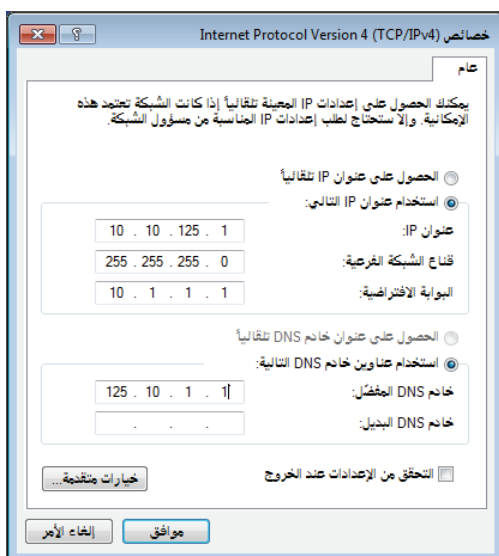 خصائص Internet Protocol Version 4 (TCP/IPv4)
عام
يمكنك الحصول على إعدادات IP المعينة تلقائياً إذا كانت الشبكة تعتمد هذه
الإمكانية. وإلا ستحتاج لطلب إعدادات IP المناسبة من مسؤول الشبكة.
الحصول على عنوان IP تلقائياً
استخدام عنوان IP التالي:
عنوان IP: 10 . 10 . 125 . 1
قناع الشبكة الفرعية: 255 . 255 . 255 . 0
البوابة الافتراضية: 10 . 1 . 1 . 1
الحصول على عنوان خادم DNS تلقائياً
استخدام عناوين خادم DNS التالية:
خادم DNS المفضّل: 125 . 10 . 1 . 1
خادم DNS البديل: . . .
التحقق من الإعدادات عند الخروج
خيارات متقدمة...
موافق
إلغاء الأمر